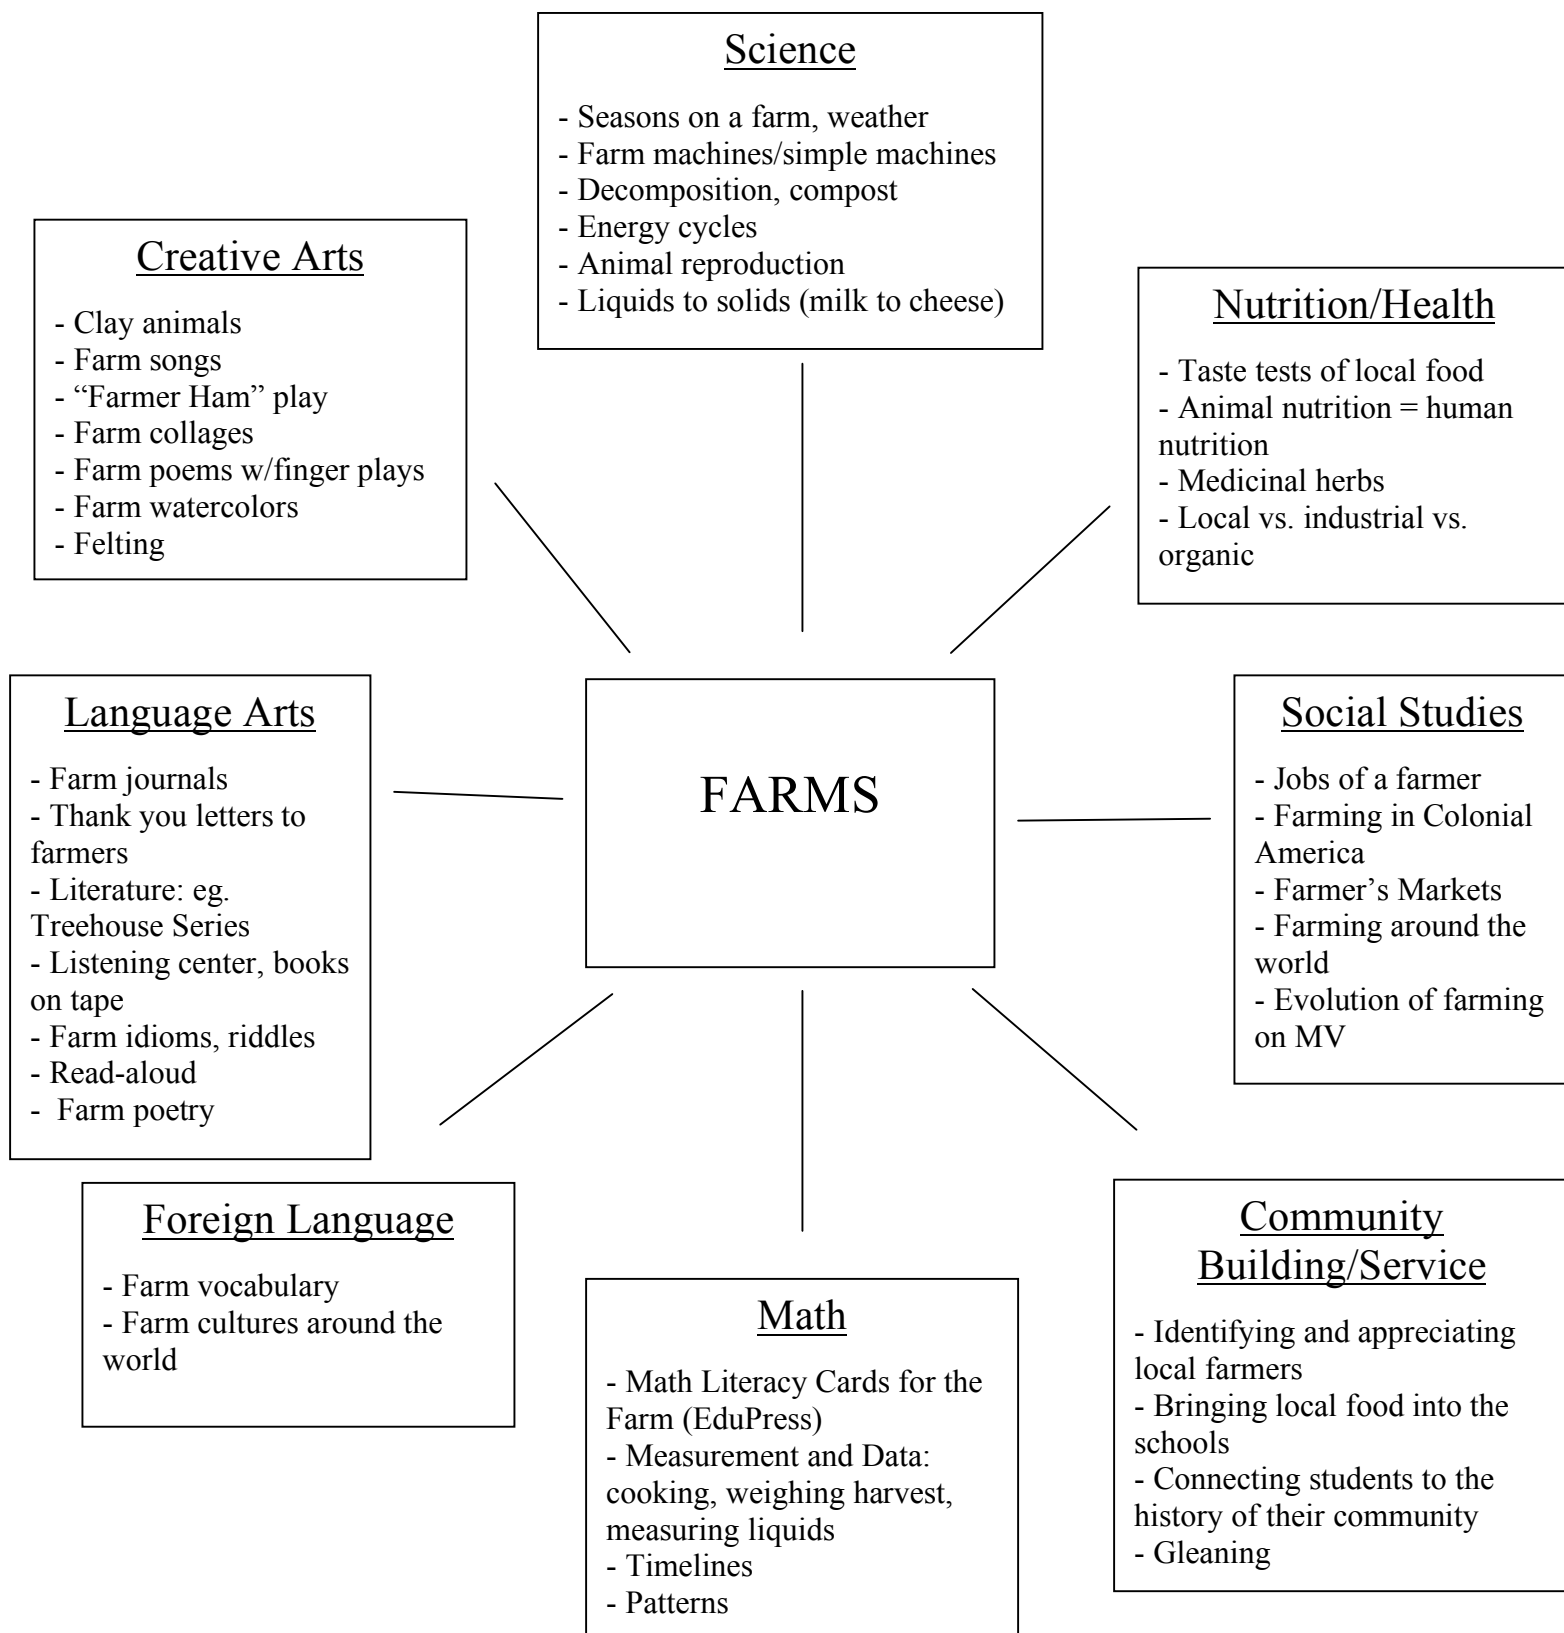 Science
- Seasons on a farm, weather
- Farm machines/simple machines
- Decomposition, compost
- Energy cycles
- Animal reproduction
- Liquids to solids (milk to cheese)
Creative Arts
- Clay animals
- Farm songs
- “Farmer Ham” play
- Farm collages
- Farm poems w/finger plays
- Farm watercolors
- Felting
Nutrition/Health
- Taste tests of local food
- Animal nutrition = human
nutrition
- Medicinal herbs
- Local vs. industrial vs.
organic
Language Arts
- Farm journals
- Thank you letters to
farmers
- Literature: eg.
Treehouse Series
- Listening center, books
on tape
- Farm idioms, riddles
- Read-aloud
-  Farm poetry
FARMS
Social Studies
- Jobs of a farmer
- Farming in Colonial
America
- Farmer’s Markets
- Farming around the
world
- Evolution of farming
on MV
Foreign Language
- Farm vocabulary
- Farm cultures around the
world
Math
- Math Literacy Cards for the
Farm (EduPress)
- Measurement and Data:
cooking, weighing harvest,
measuring liquids
- Timelines
- Patterns
Community
Building/Service
- Identifying and appreciating
local farmers
- Bringing local food into the
schools
- Connecting students to the
history of their community
- Gleaning